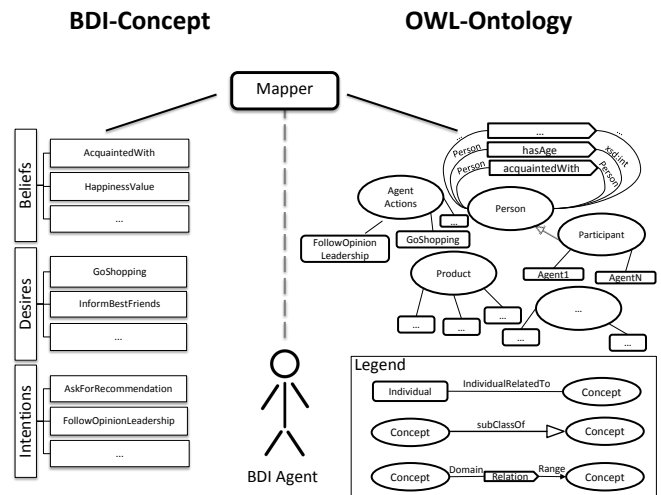 BDI-Concept
OWL-Ontology
Mapper
Beliefs
AcquaintedWith
HappinessValue
...
Desires
GoShopping
InformBestFriends
...
Intentions
AskForRecommendation
FollowOpinionLeadership
...
BDI Agent
...
...
Person
hasAge
xsd:int
Person
acquaintedWith
Person
Agent
Actions
...
Person
FollowOpinion
Leadership
GoShopping
Participant
Agent1
AgentN
Product
...
...
...
...
...
...
Legend
Individual
IndividualRelatedTo
Concept
Concept
subClassOf
Concept
Concept
Domain
Relation
Range
Concept